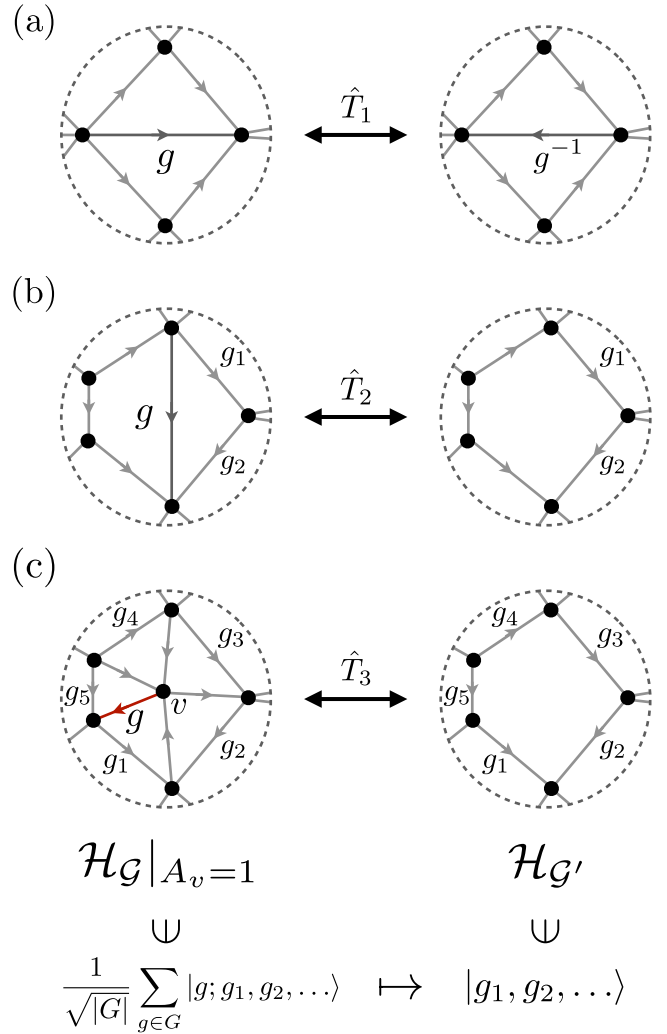 (a)
T̂₁
g
g⁻¹
(b)
g₁ g₁
T̂₂
g
g₂ g₂
(c)
g₄ g₄
g₃ g₃
T̂₃
g₅ g v g₅
g₁ g₂ g₁ g₂
ℋ_𝒢|_{A_v=1} ℋ_{𝒢′}
∈ ∈
1/√|G| ∑_{g∈G} |g; g₁, g₂, …⟩ ↦ |g₁, g₂, …⟩